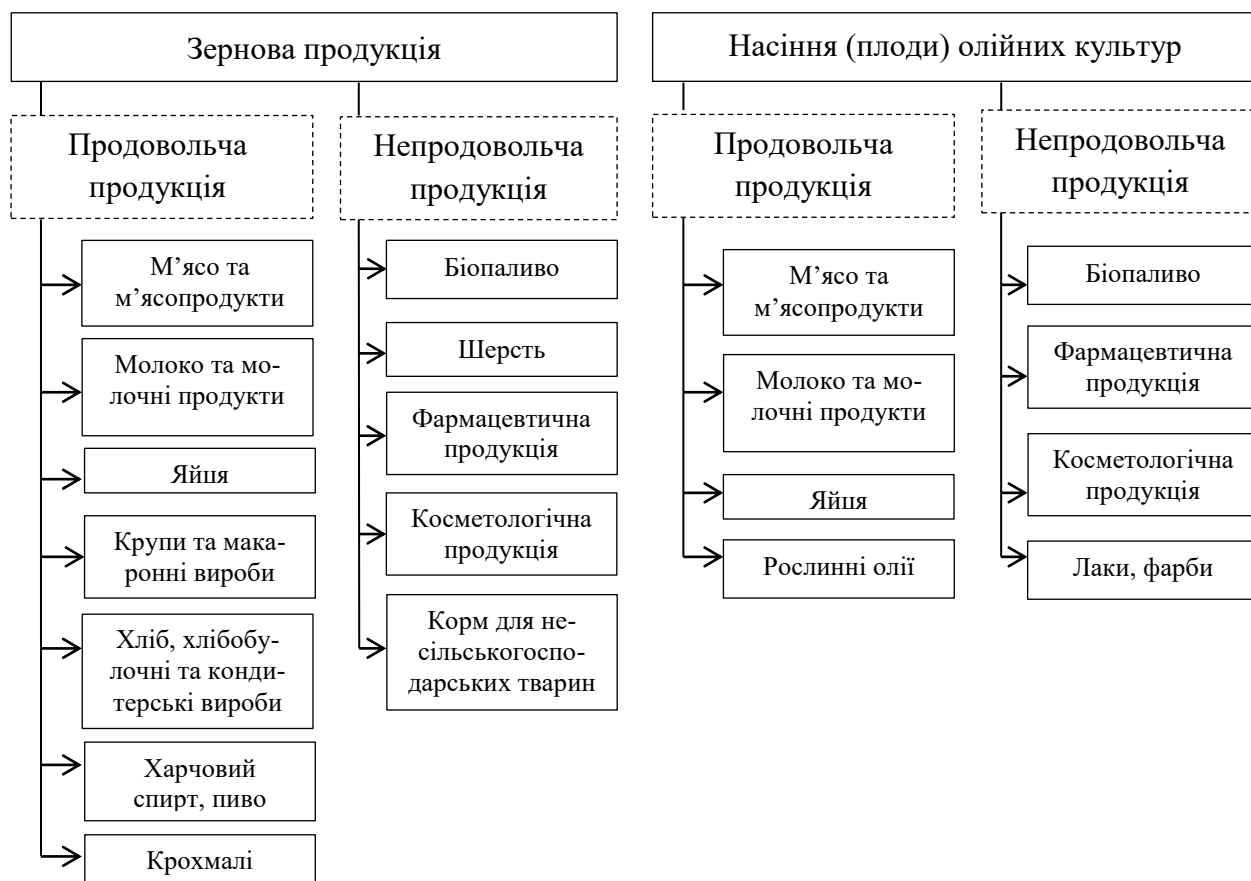 Зернова продукція
Продовольча
продукція
М’ясо та
м’ясопродукти
Молоко та мо-
лочні продукти
Яйця
Крупи та мака-
ронні вироби
Хліб, хлібобу-
лочні та конди-
терські вироби
Харчовий
спирт, пиво
Крохмалі
Непродовольча
продукція
Біопаливо
Шерсть
Фармацевтична
продукція
Косметологічна
продукція
Корм для не-
сільськогоспо-
дарських тварин
Насіння (плоди) олійних культур
Продовольча
продукція
М’ясо та
м’ясопродукти
Молоко та мо-
лочні продукти
Яйця
Рослинні олії
Непродовольча
продукція
Біопаливо
Фармацевтична
продукція
Косметологічна
продукція
Лаки, фарби